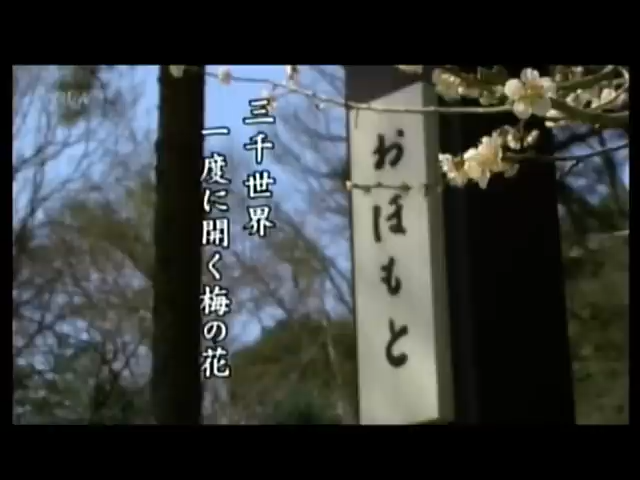 三千世界
一度に開く梅の花
おほもと